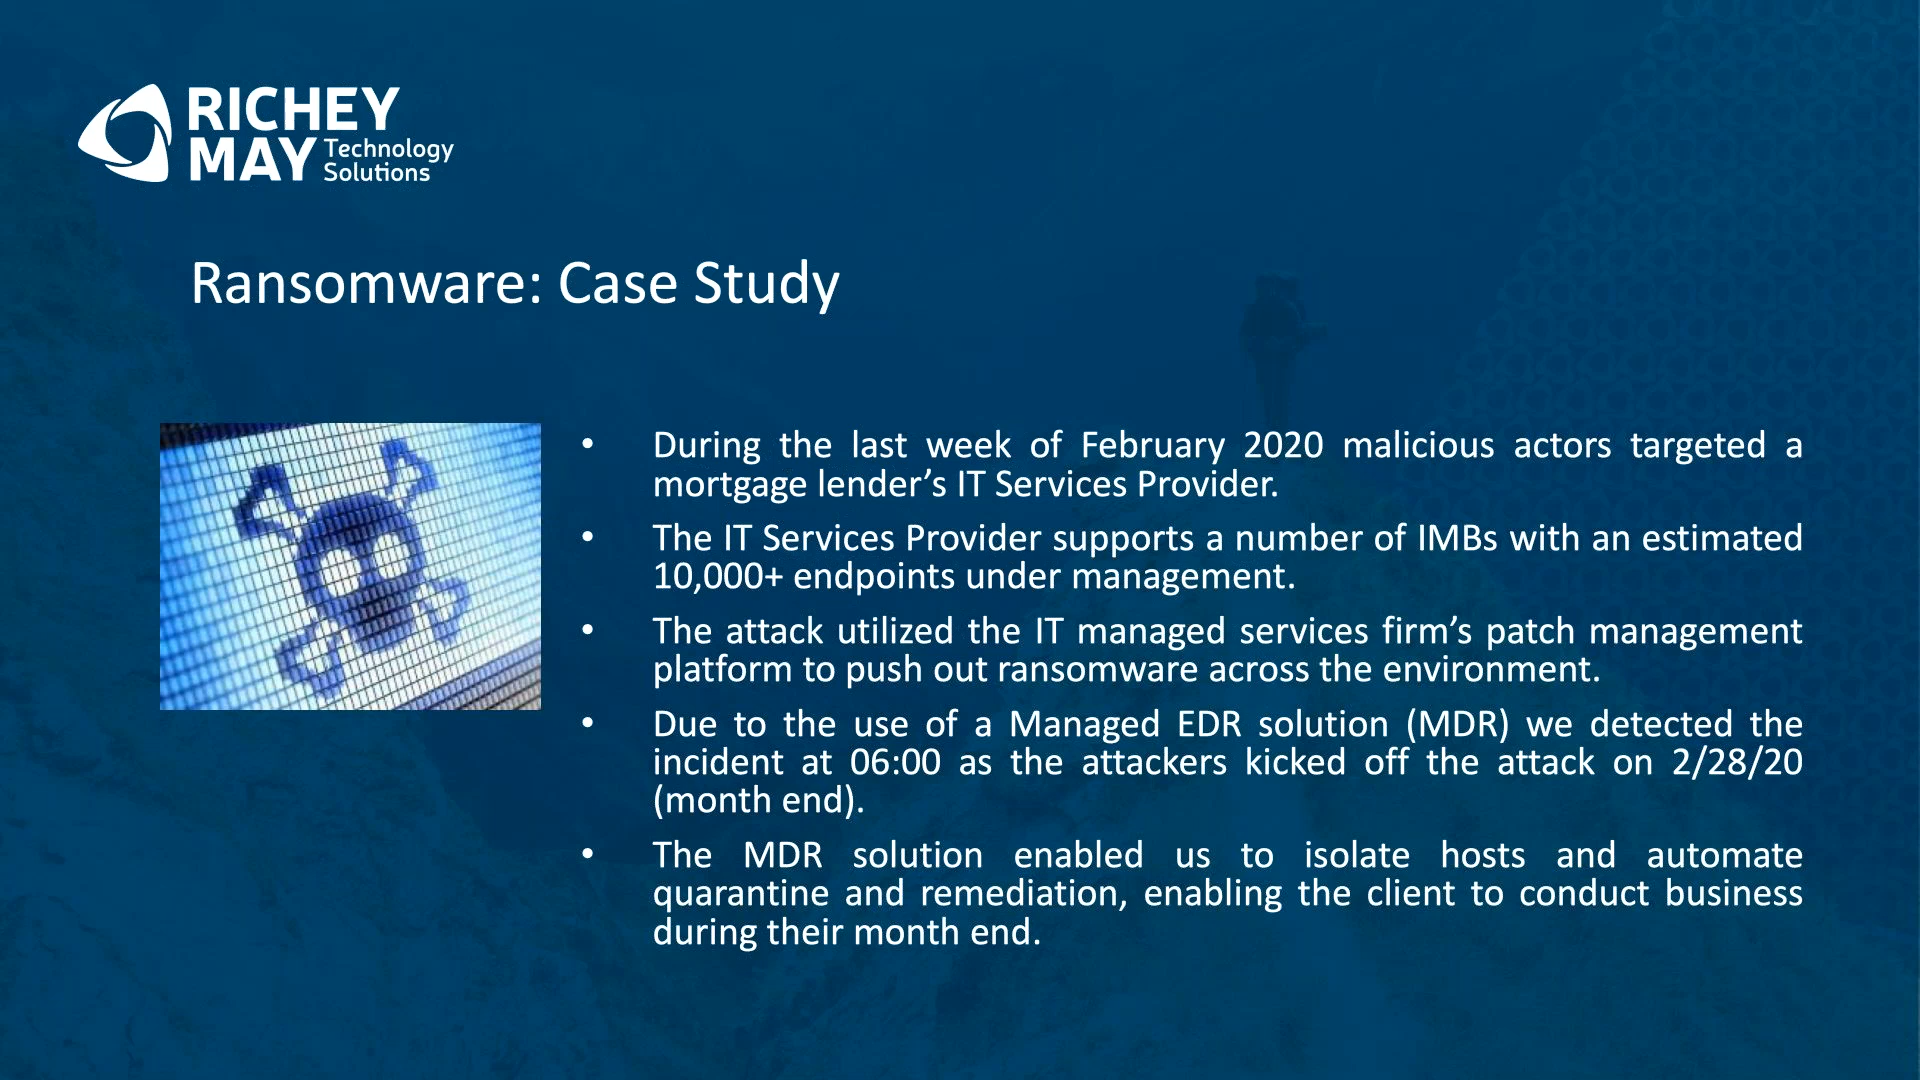 RICHEY
MAY Technology
Solutions
Ransomware: Case Study
• During the last week of February 2020 malicious actors targeted a
mortgage lender’s IT Services Provider.
• The IT Services Provider supports a number of IMBs with an estimated
10,000+ endpoints under management.
• The attack utilized the IT managed services firm’s patch management
platform to push out ransomware across the environment.
• Due to the use of a Managed EDR solution (MDR) we detected the
incident at 06:00 as the attackers kicked off the attack on 2/28/20
(month end).
• The MDR solution enabled us to isolate hosts and automate
quarantine and remediation, enabling the client to conduct business
during their month end.